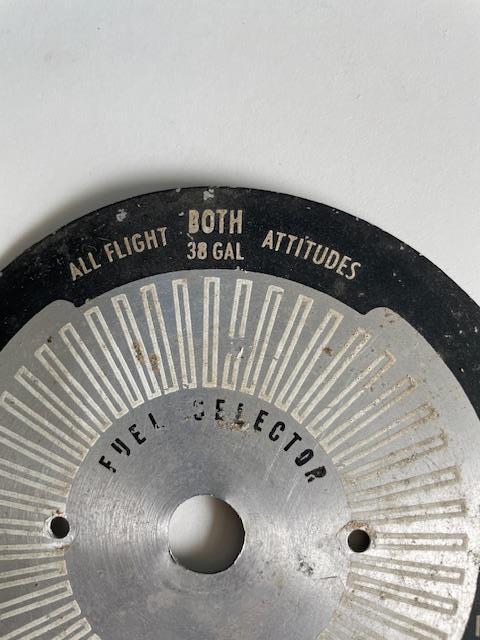 BOTH
ALL FLIGHT 38 GAL ATTITUDES
FUEL SELECTOR